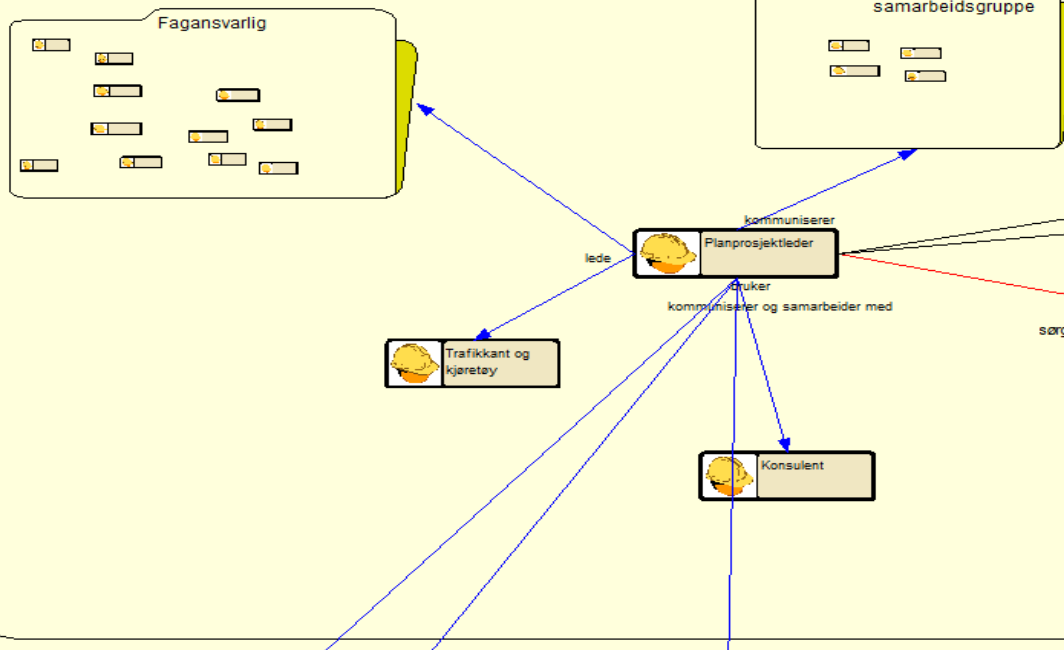 Fagansvarlig
samarbeidsgruppe
kommuniserer
Planprosjektleder
lede
bruker
kommuniserer og samarbeider med
Trafikkant og
kjøretøy
Konsulent